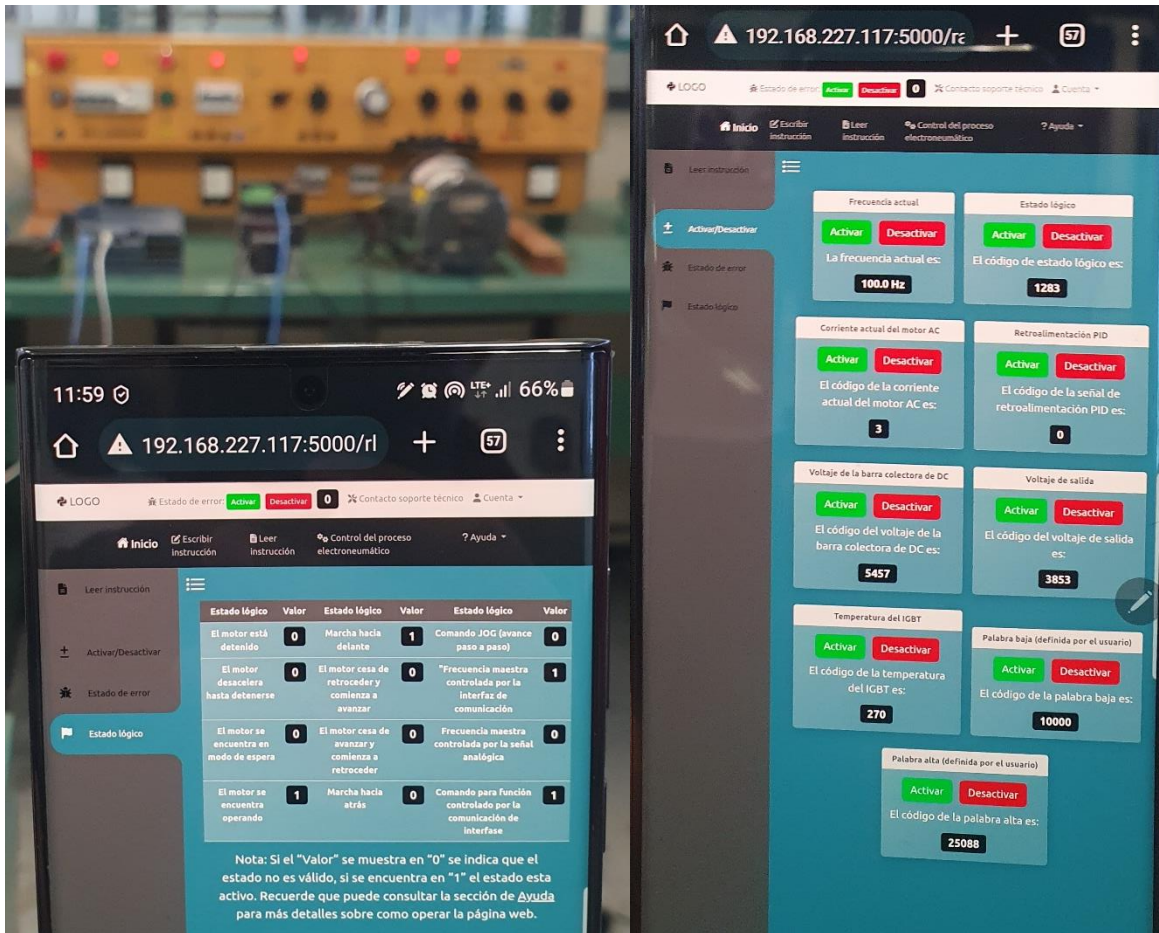 11:59
LTE+
66%
192.168.227.117:5000/rl
57
LOGO
Estado de error:
Activar
Desactivar
0
Contacto soporte técnico
Cuenta
Inicio
Escribir
instrucción
Leer
instrucción
Control del proceso
electroneumático
? Ayuda
Leer instrucción
Activar/Desactivar
Estado de error
Estado lógico
Estado lógico Valor Estado lógico Valor Estado lógico Valor
El motor está
detenido
0
Marcha hacia
delante
1
Comando JOG (avance
paso a paso)
0
El motor
desacelera
hasta detenerse
0
El motor cesa de
retroceder y
comienza a
avanzar
0
"Frecuencia maestra
controlada por la
interfaz de
comunicación
1
El motor se
encuentra en
modo de espera
0
El motor cesa de
avanzar y
comienza a
retroceder
0
Frecuencia maestra
controlada por la señal
analógica
0
El motor se
encuentra
operando
1
Marcha hacia
atrás
0
Comando para función
controlado por la
comunicación de
interfase
1
Nota: Si el "Valor" se muestra en "0" se indica que el
estado no es válido, si se encuentra en "1" el estado esta
activo. Recuerde que puede consultar la sección de Ayuda
para más detalles sobre como operar la página web.
192.168.227.117:5000/ra
57
LOGO
Estado de error:
Activar
Desactivar
0
Contacto soporte técnico
Cuenta
Inicio
Escribir
instrucción
Leer
instrucción
Control del proceso
electroneumático
? Ayuda
Leer instrucción
Activar/Desactivar
Estado de error
Estado lógico
Frecuencia actual
Activar Desactivar
La frecuencia actual es:
100.0 Hz
Estado lógico
Activar Desactivar
El código de estado lógico es:
1283
Corriente actual del motor AC
Activar Desactivar
El código de la corriente
actual del motor AC es:
3
Retroalimentación PID
Activar Desactivar
El código de la señal de
retroalimentación PID es:
0
Voltaje de la barra colectora de DC
Activar Desactivar
El código del voltaje de la
barra colectora de DC es:
5457
Voltaje de salida
Activar Desactivar
El código del voltaje de salida
es:
3853
Temperatura del IGBT
Activar Desactivar
El código de la temperatura
del IGBT es:
270
Palabra baja (definida por el usuario)
Activar Desactivar
El código de la palabra baja es:
10000
Palabra alta (definida por el usuario)
Activar Desactivar
El código de la palabra alta es:
25088